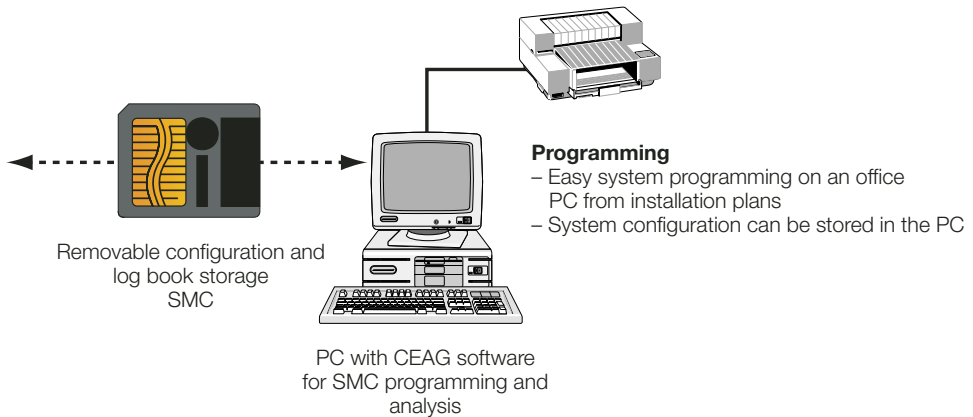 Removable configuration and
log book storage
SMC
Programming
– Easy system programming on an office
PC from installation plans
– System configuration can be stored in the PC
PC with CEAG software
for SMC programming and
analysis